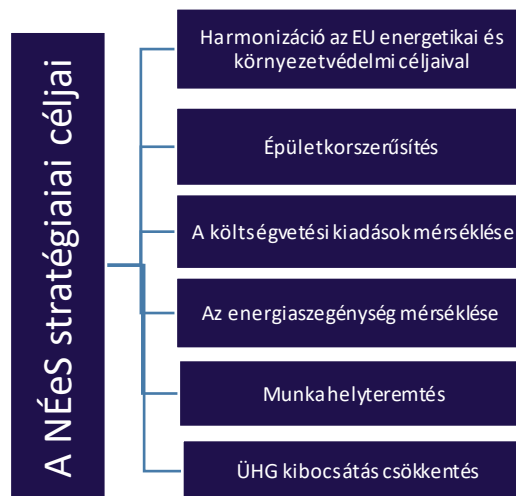 A NÉeS stratégiaiai céljai
Harmonizáció az EU energetikai és
környezetvédelmi céljaival
Épületkorszerűsítés
A költségvetési kiadások mérséklése
Az energiaszegénység mérséklése
Munkahelyteremtés
ÜHG kibocsátás csökkentés